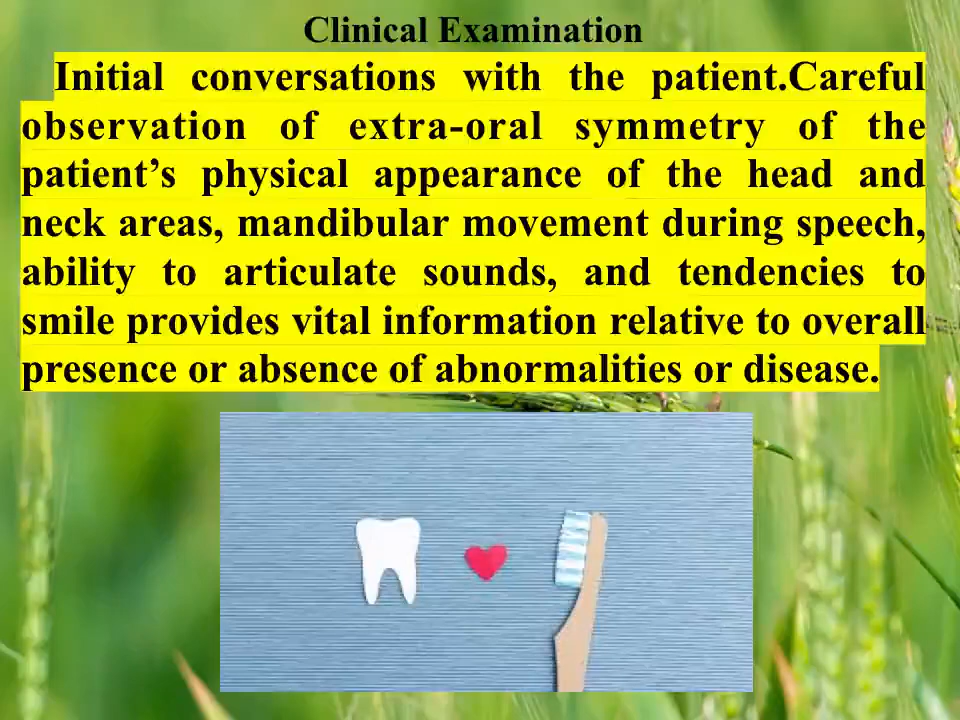 Clinical Examination
Initial conversations with the patient.Careful
observation of extra-oral symmetry of the
patient’s physical appearance of the head and
neck areas, mandibular movement during speech,
ability to articulate sounds, and tendencies to
smile provides vital information relative to overall
presence or absence of abnormalities or disease.